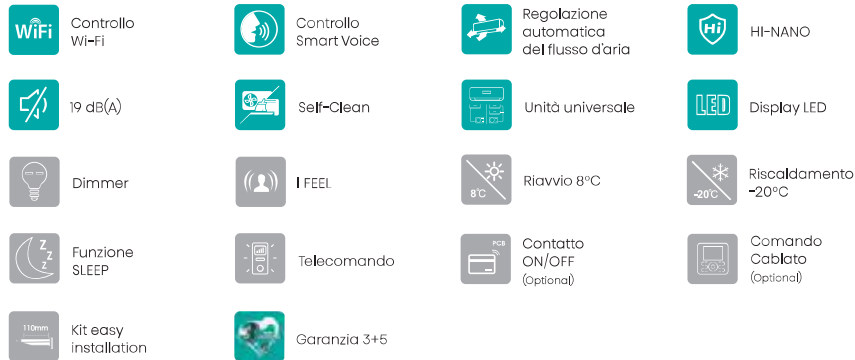 WiFi
Controllo
Wi-Fi
Controllo
Smart Voice
Regolazione
automatica
del flusso d'aria
Hi
HI-NANO
19 dB(A)
Self-Clean
Unità universale
LED
Display LED
Dimmer
I FEEL
8°C
Riavvio 8°C
-20°C
Riscaldamento
-20°C
Z Z Z
Funzione
SLEEP
Telecomando
PCB
Contatto
ON/OFF
(Optional)
Comando
Cablato
(Optional)
110mm
Kit easy
installation
Garanzia 3+5